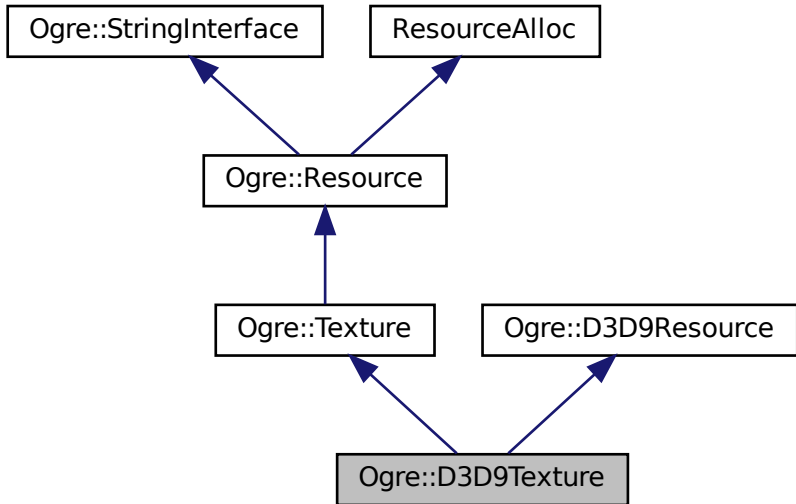 Ogre::StringInterface
ResourceAlloc
Ogre::Resource
Ogre::Texture
Ogre::D3D9Resource
Ogre::D3D9Texture